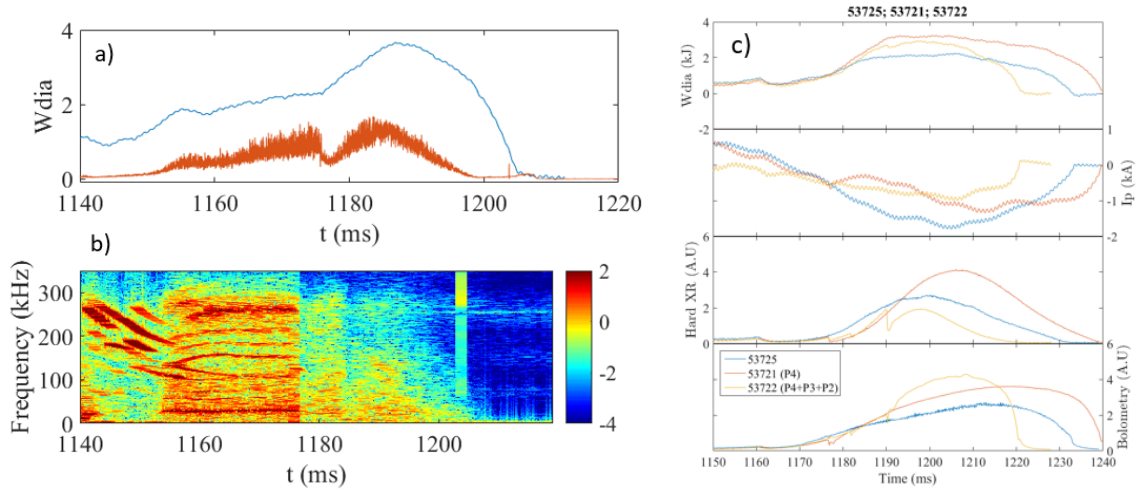 a)
4
2
0
Wdia
1140 1160 1180 1200 1220
t (ms)
b)
300
200
100
0
Frequency (kHz)
1140 1160 1180 1200
t (ms)
2
0
-2
-4
53725; 53721; 53722
c)
4
2
0
-2
Wdia (kJ)
1
0
-1
-2
Ip (kA)
6
4
2
0
Hard XR (A.U)
53725
53721 (P4)
53722 (P4+P3+P2)
6
4
2
0
Bolometry (A.U)
1150 1160 1170 1180 1190 1200 1210 1220 1230 1240
Time (ms)